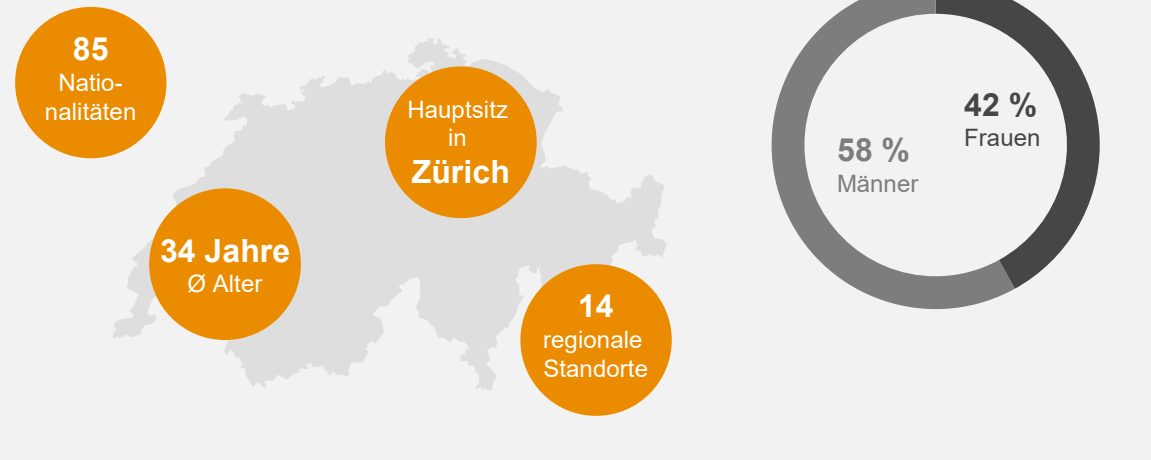 85
Natio-
nalitäten
Hauptsitz
in
Zürich
34 Jahre
Ø Alter
14
regionale
Standorte
42 %
Frauen
58 %
Männer